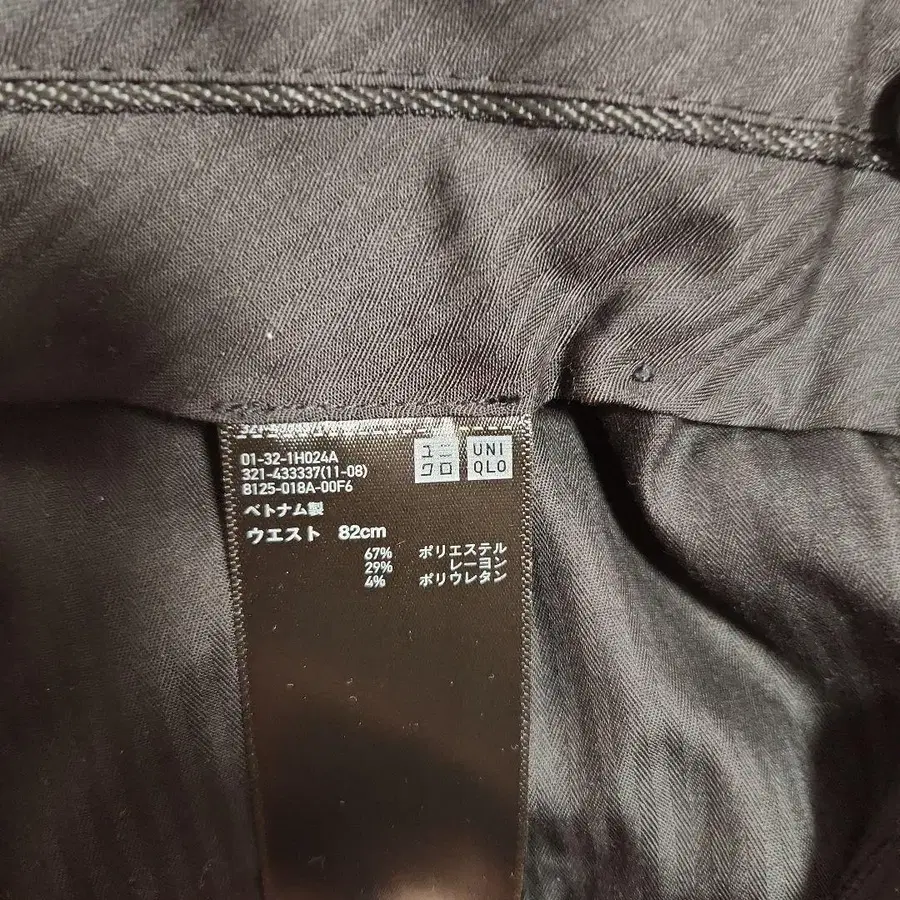 ユニ
クロ
UNI
QLO
01-32-1H024A
321-433337(11-08)
8125-018A-00F6
ベトナム製
ウエスト 82cm
67% ポリエステル
29% レーヨン
4% ポリウレタン